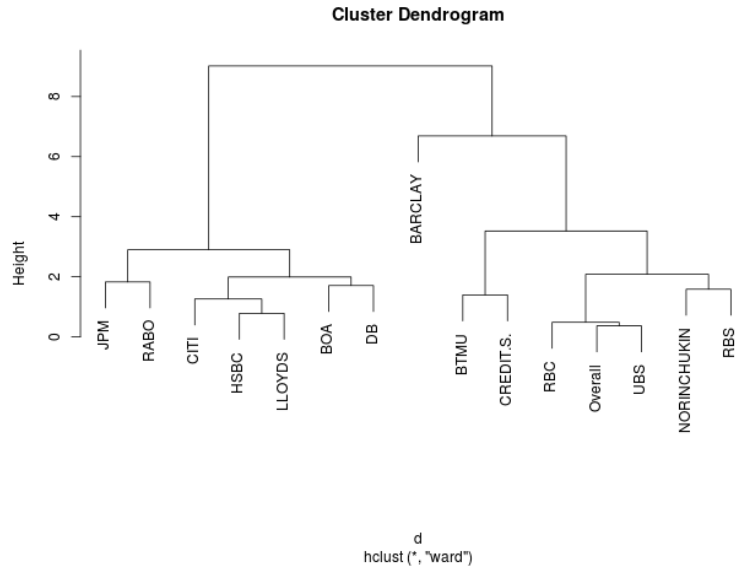 Cluster Dendrogram
Height
8
6
4
2
0
JPM
RABO
CITI
HSBC
LLOYDS
BOA
DB
BARCLAY
BTMU
CREDIT.S.
RBC
Overall
UBS
NORINCHUKIN
RBS
d
hclust (*, "ward")